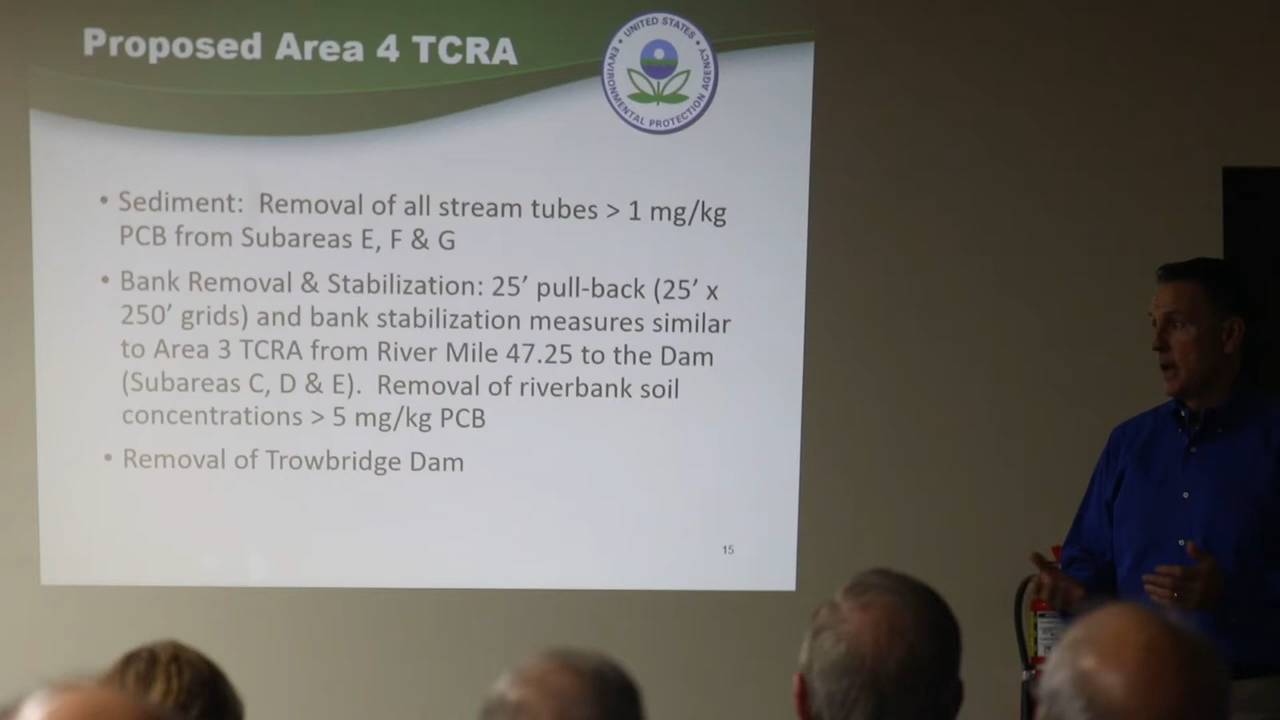 Proposed Area 4 TCRA
UNITED STATES
ENVIRONMENTAL PROTECTION AGENCY
• Sediment: Removal of all stream tubes > 1 mg/kg
PCB from Subareas E, F & G
• Bank Removal & Stabilization: 25’ pull-back (25’ x
250’ grids) and bank stabilization measures similar
to Area 3 TCRA from River Mile 47.25 to the Dam
(Subareas C, D & E). Removal of riverbank soil
concentrations > 5 mg/kg PCB
• Removal of Trowbridge Dam
15